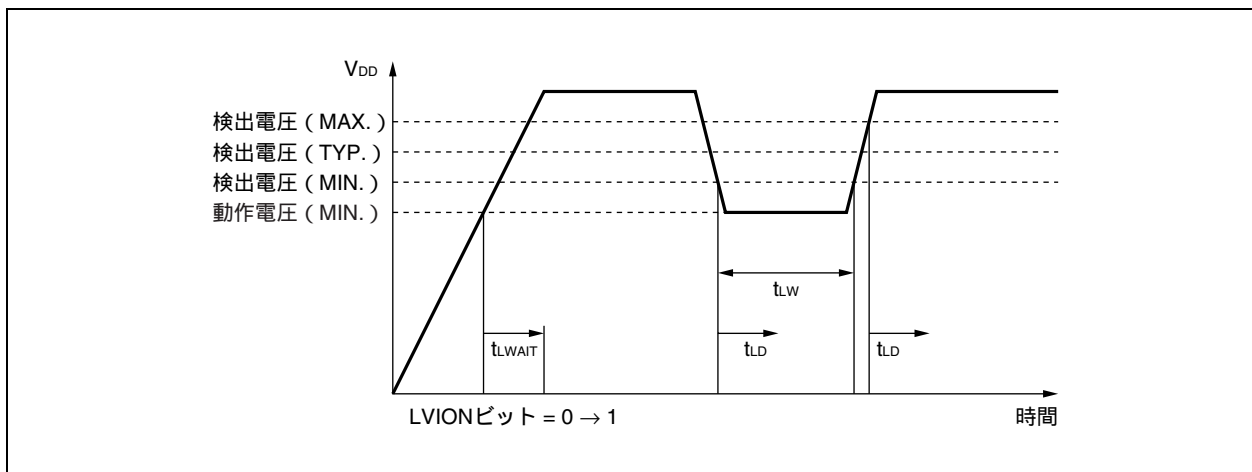 VDD
検出電圧（MAX.）
検出電圧（TYP.）
検出電圧（MIN.）
動作電圧（MIN.）
tLW
tLWAIT
tLD
tLD
LVIONビット = 0 → 1
時間